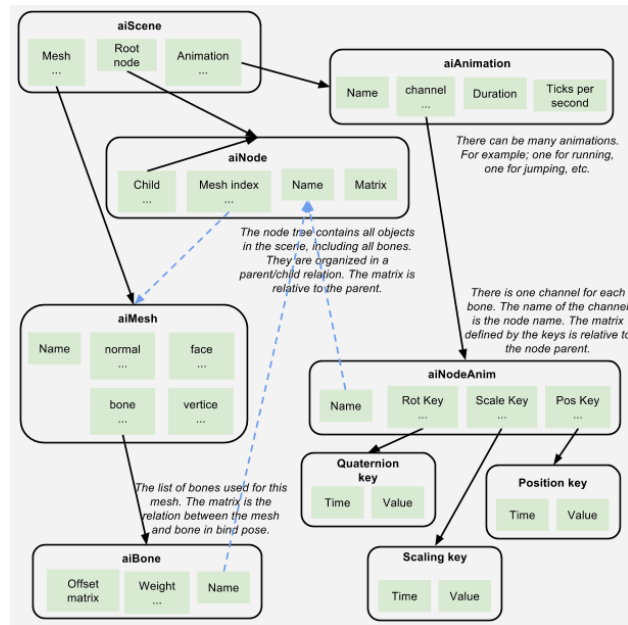 aiScene
Mesh
...
Root
node
Animation
...
aiAnimation
Name
channel
...
Duration
Ticks per
second
There can be many animations.
For example; one for running,
one for jumping, etc.
aiNode
Child
...
Mesh index
...
Name
Matrix
The node tree contains all objects
in the scene, including all bones.
They are organized in a
parent/child relation. The matrix is
relative to the parent.
There is one channel for each
bone. The name of the channel
is the node name. The matrix
defined by the keys is relative to
the node parent.
aiMesh
Name
normal
...
face
...
bone
...
vertice
...
aiNodeAnim
Name
Rot Key
...
Scale Key
...
Pos Key
...
Quaternion
key
Time
Value
Position key
Time
Value
The list of bones used for this
mesh. The matrix is the
relation between the mesh
and bone in bind pose.
aiBone
Offset
matrix
Weight
...
Name
Scaling key
Time
Value